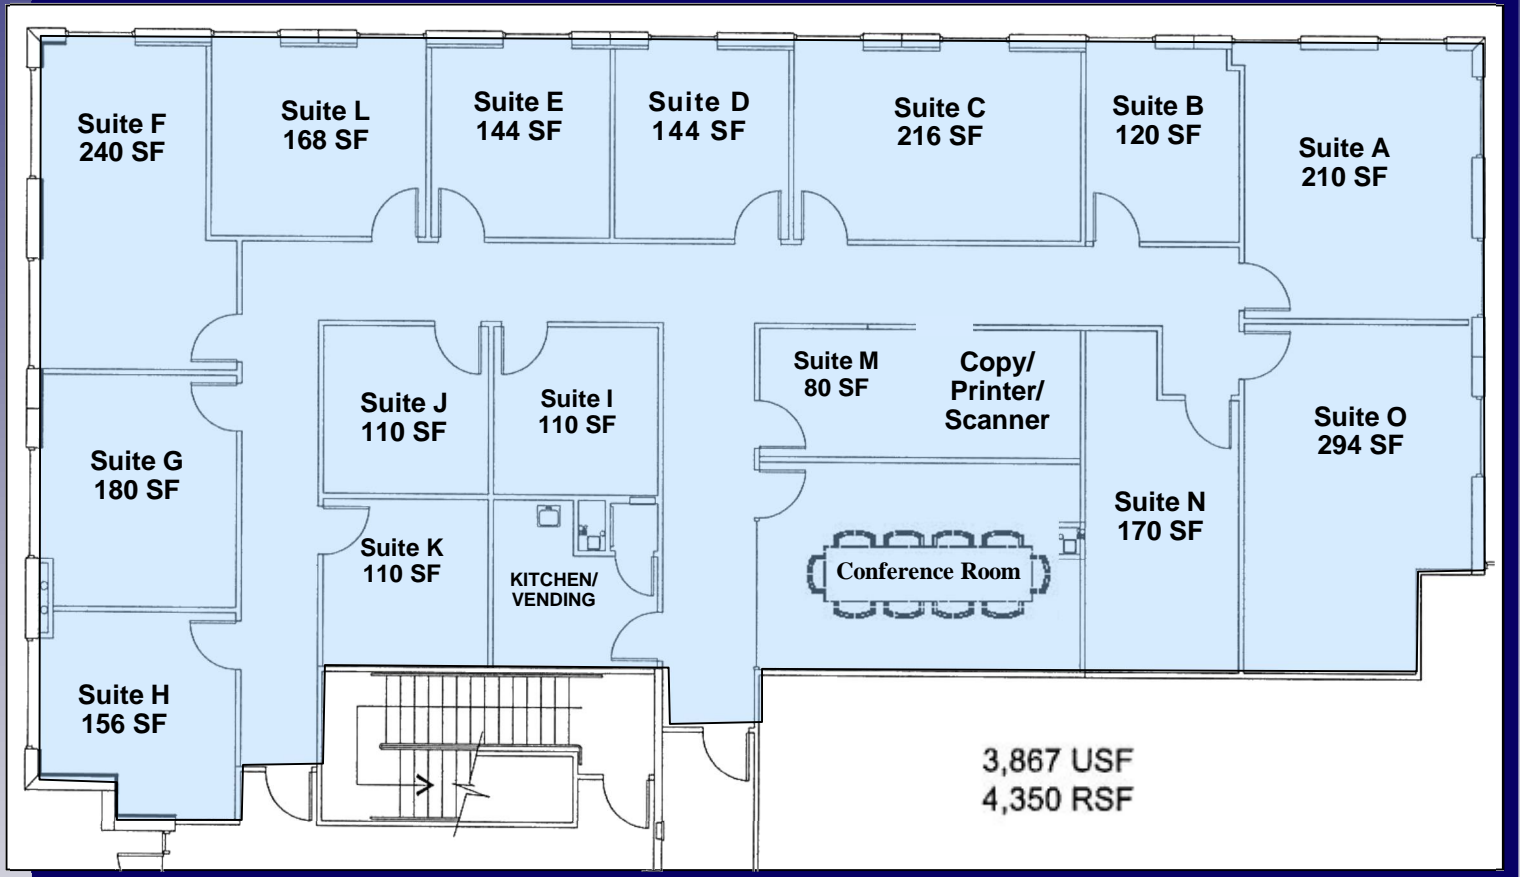 Suite F
240 SF
Suite L
168 SF
Suite E
144 SF
Suite D
144 SF
Suite C
216 SF
Suite B
120 SF
Suite A
210 SF
Suite J
110 SF
Suite I
110 SF
Suite M
80 SF
Copy/
Printer/
Scanner
Suite O
294 SF
Suite G
180 SF
Suite K
110 SF
KITCHEN/
VENDING
Conference Room
Suite N
170 SF
Suite H
156 SF
3,867 USF
4,350 RSF